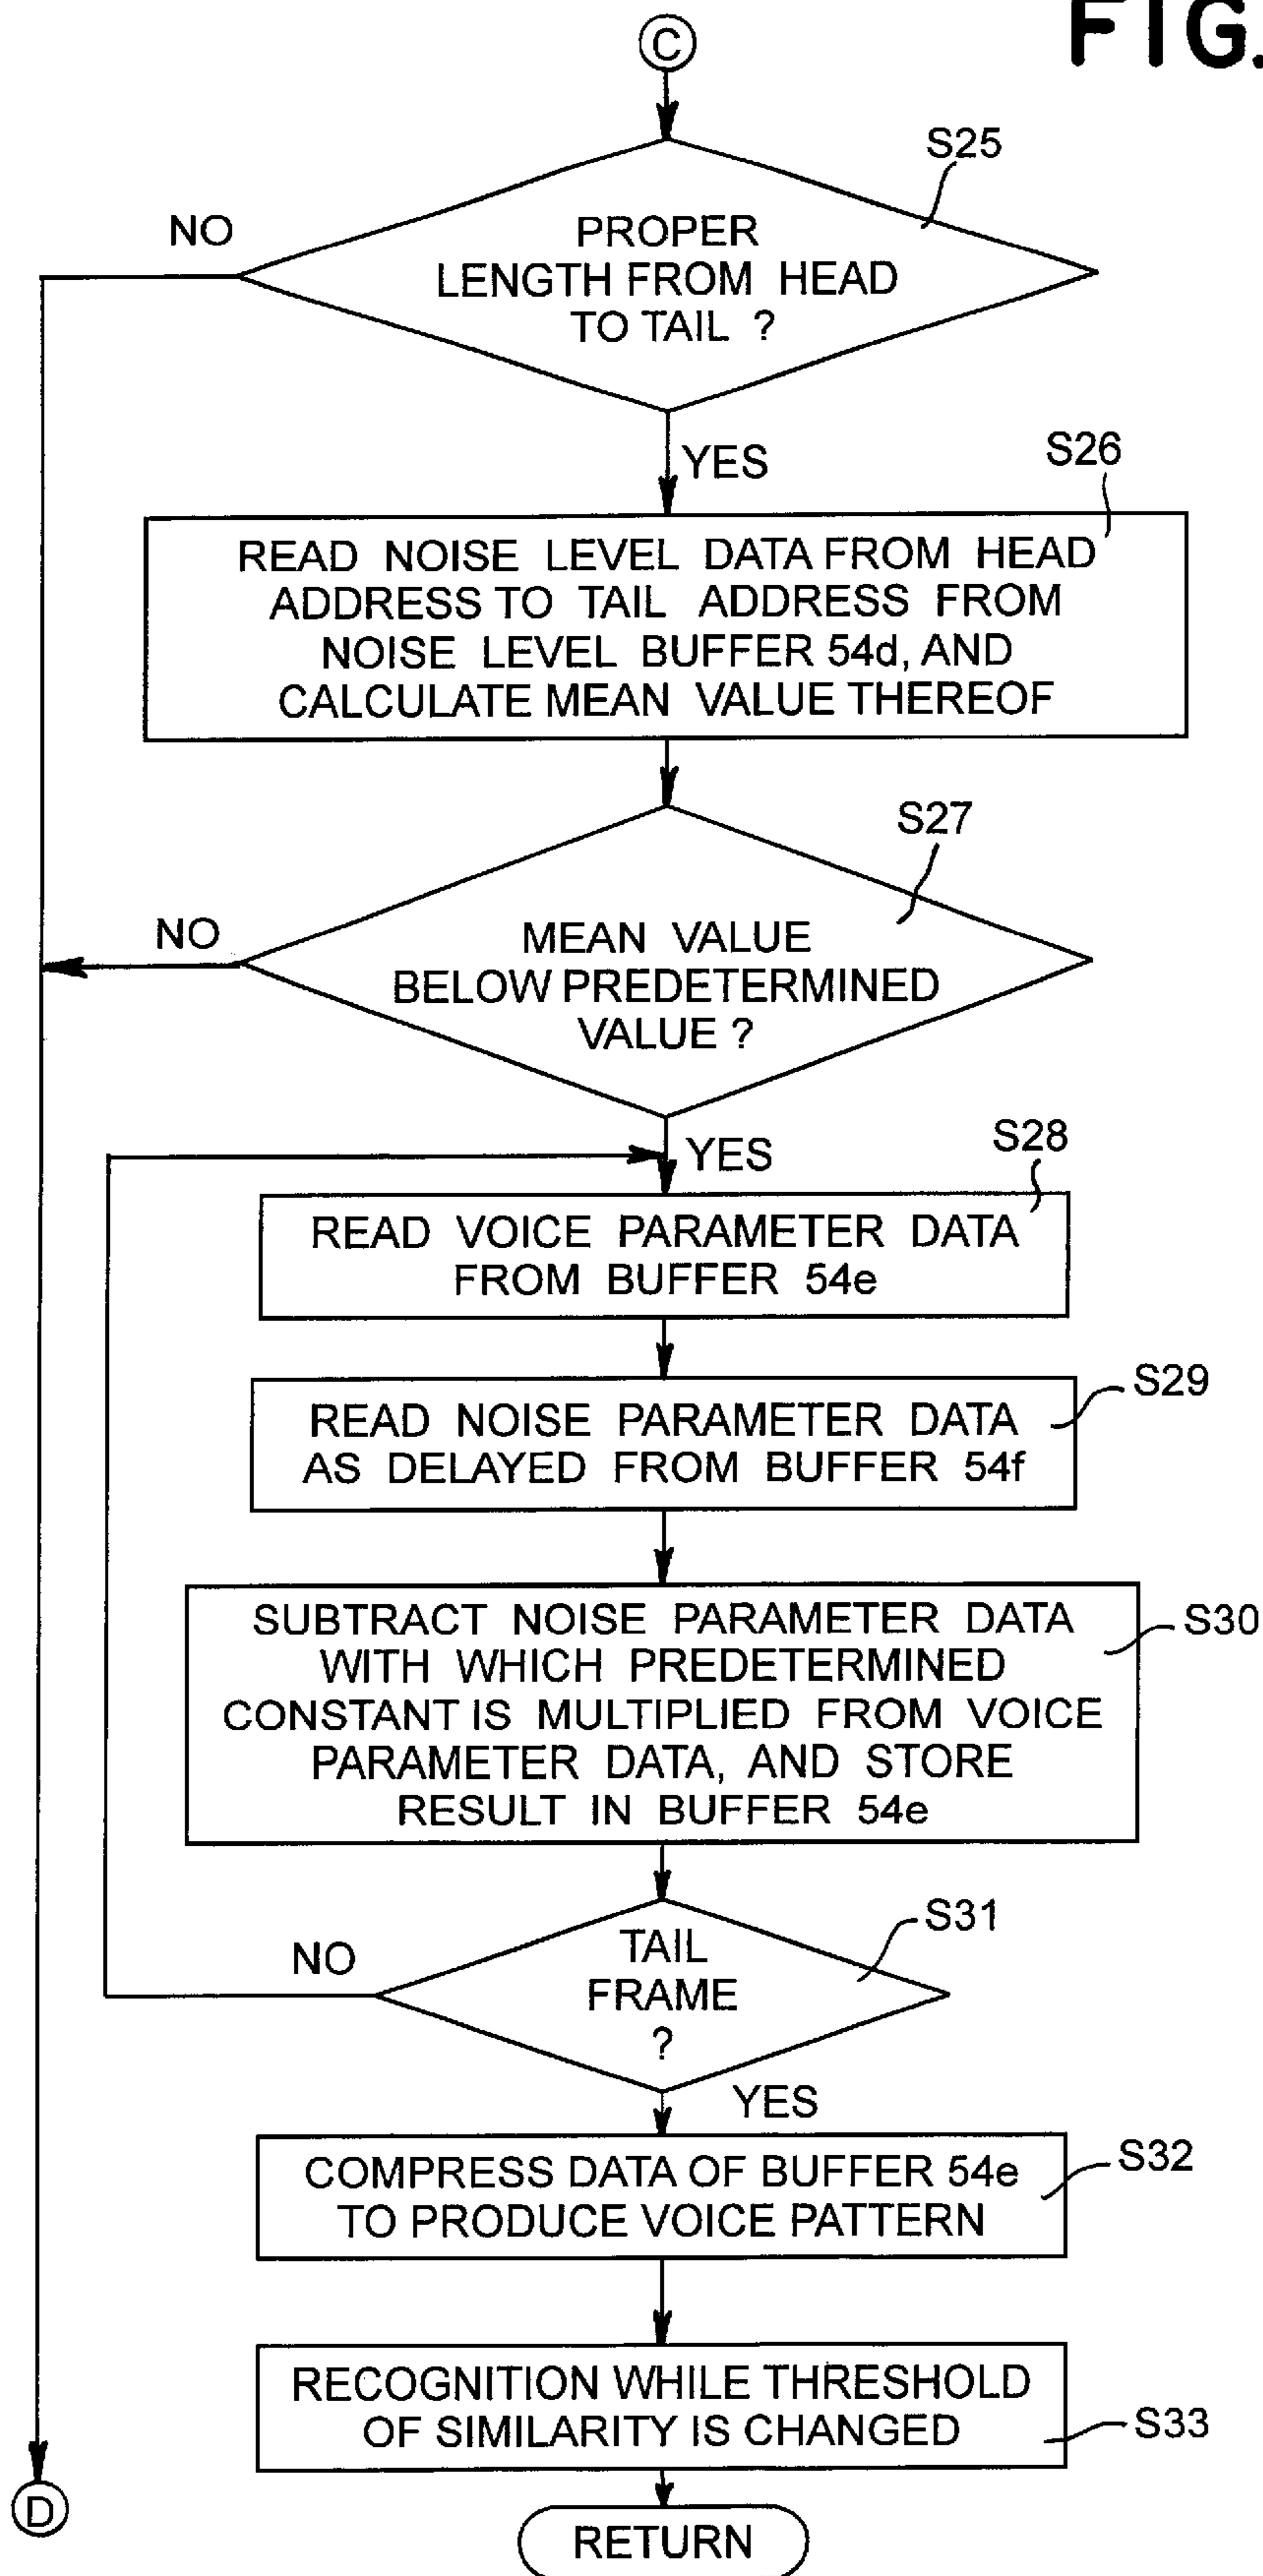 FIG.
C
S25
NO
PROPER
LENGTH FROM HEAD
TO TAIL ?
YES
S26
READ NOISE LEVEL DATA FROM HEAD
ADDRESS TO TAIL ADDRESS FROM
NOISE LEVEL BUFFER 54d, AND
CALCULATE MEAN VALUE THEREOF
S27
NO
MEAN VALUE
BELOW PREDETERMINED
VALUE ?
YES
S28
READ VOICE PARAMETER DATA
FROM BUFFER 54e
S29
READ NOISE PARAMETER DATA
AS DELAYED FROM BUFFER 54f
S30
SUBTRACT NOISE PARAMETER DATA
WITH WHICH PREDETERMINED
CONSTANT IS MULTIPLIED FROM VOICE
PARAMETER DATA, AND STORE
RESULT IN BUFFER 54e
S31
NO
TAIL
FRAME
?
YES
S32
COMPRESS DATA OF BUFFER 54e
TO PRODUCE VOICE PATTERN
RECOGNITION WHILE THRESHOLD
OF SIMILARITY IS CHANGED
S33
D
RETURN